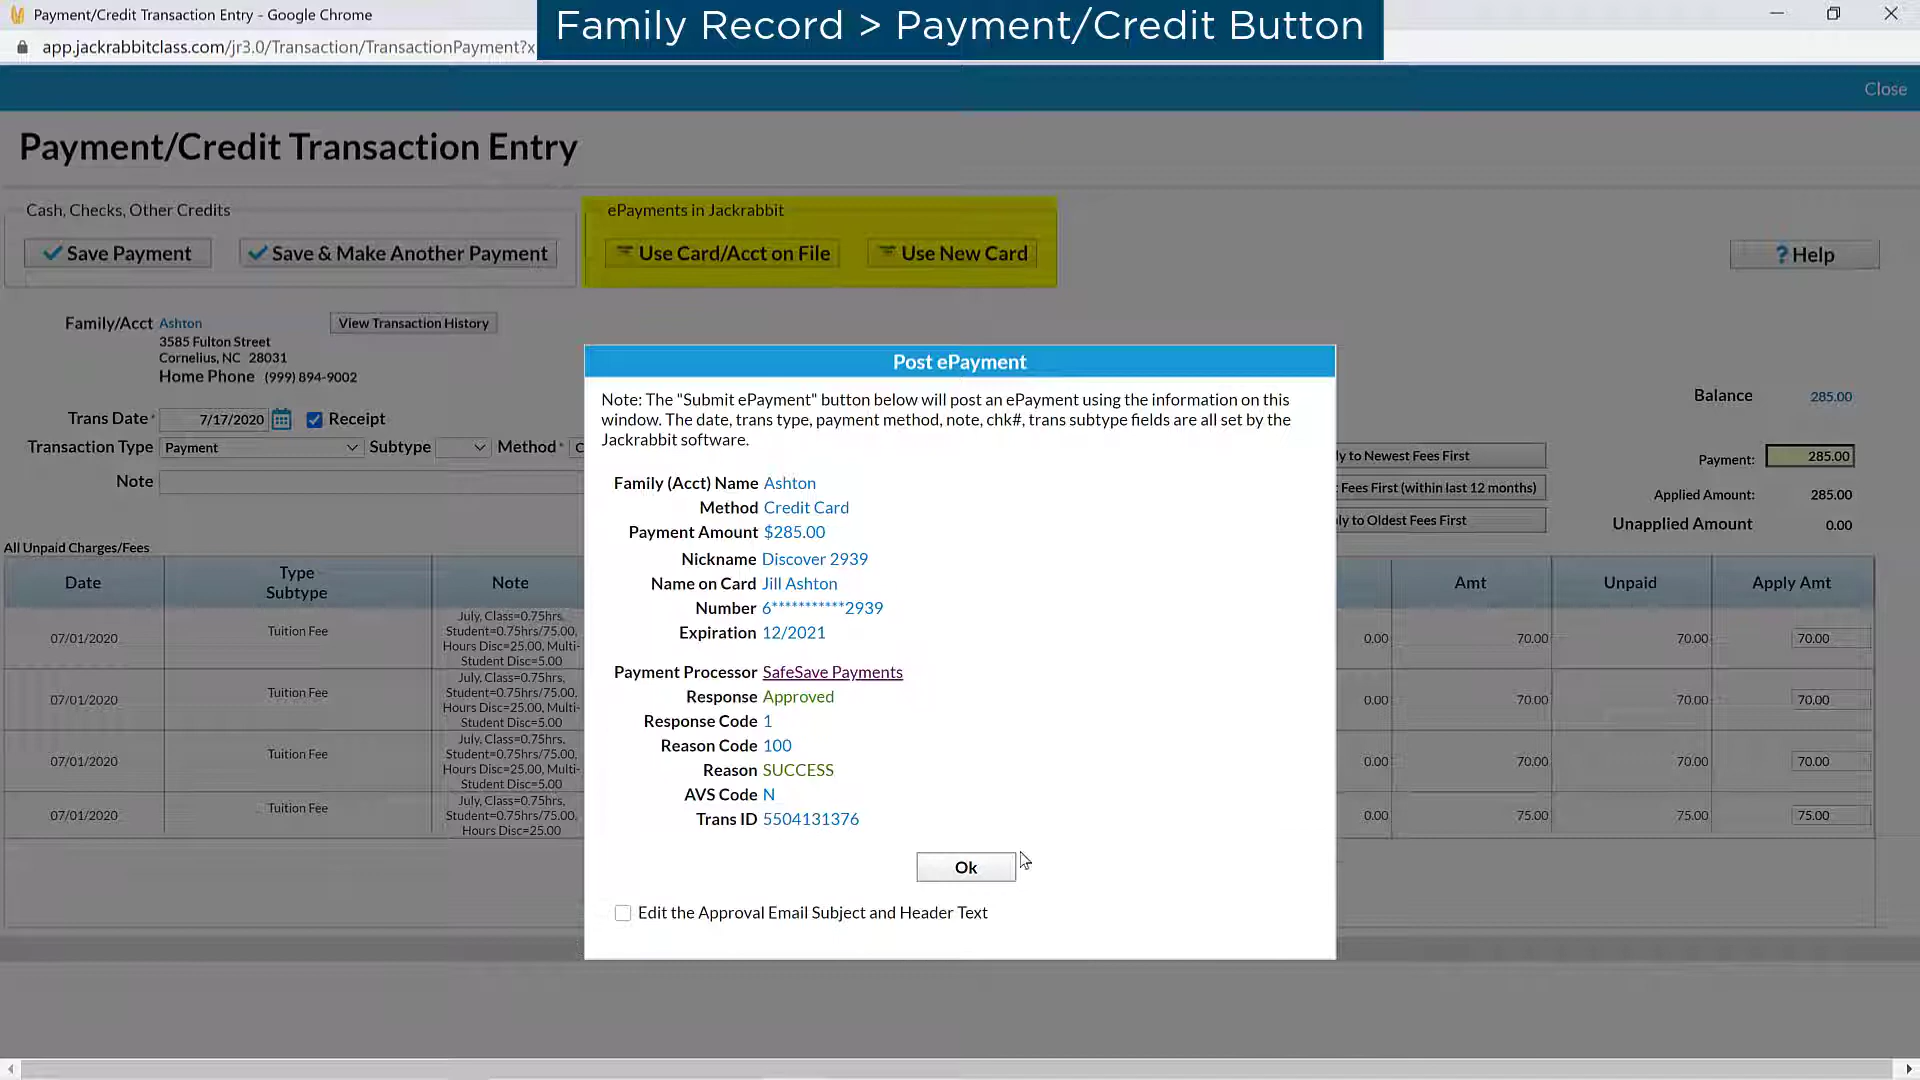 Payment/Credit Transaction Entry - Google Chrome
Family Record > Payment/Credit Button
app.jackrabbitclass.com/jr3.0/Transaction/TransactionPayment?x
Close
Payment/Credit Transaction Entry
Cash, Checks, Other Credits
ePayments in Jackrabbit
Save Payment
Save & Make Another Payment
Use Card/Acct on File
Use New Card
? Help
Family/Acct Ashton
View Transaction History
3585 Fulton Street
Cornelius, NC 28031
Home Phone (999) 894-9002
Trans Date* 7/17/2020 Receipt
Transaction Type Payment Subtype Method* C
Note
Balance 285.00
ly to Newest Fees First
Payment: 285.00
Fees First (within last 12 months)
Applied Amount: 285.00
ly to Oldest Fees First
Unapplied Amount 0.00
Post ePayment
Note: The "Submit ePayment" button below will post an ePayment using the information on this
window. The date, trans type, payment method, note, chk#, trans subtype fields are all set by the
Jackrabbit software.
Family (Acct) Name Ashton
Method Credit Card
Payment Amount $285.00
Nickname Discover 2939
Name on Card Jill Ashton
Number 6***********2939
Expiration 12/2021
Payment Processor SafeSave Payments
Response Approved
Response Code 1
Reason Code 100
Reason SUCCESS
AVS Code N
Trans ID 5504131376
Ok
Edit the Approval Email Subject and Header Text
All Unpaid Charges/Fees
Date Type Note Amt Unpaid Apply Amt
Subtype
07/01/2020 Tuition Fee July, Class=0.75hrs, 0.00 70.00 70.00 70.00
Student=0.75hrs/75.00,
Hours Disc=25.00, Multi-
Student Disc=5.00
07/01/2020 Tuition Fee July, Class=0.75hrs, 0.00 70.00 70.00 70.00
Student=0.75hrs/75.00,
Hours Disc=25.00, Multi-
Student Disc=5.00
07/01/2020 Tuition Fee July, Class=0.75hrs, 0.00 70.00 70.00 70.00
Student=0.75hrs/75.00,
Hours Disc=25.00, Multi-
Student Disc=5.00
07/01/2020 Tuition Fee July, Class=0.75hrs, 0.00 75.00 75.00 75.00
Student=0.75hrs/75.00,
Hours Disc=25.00